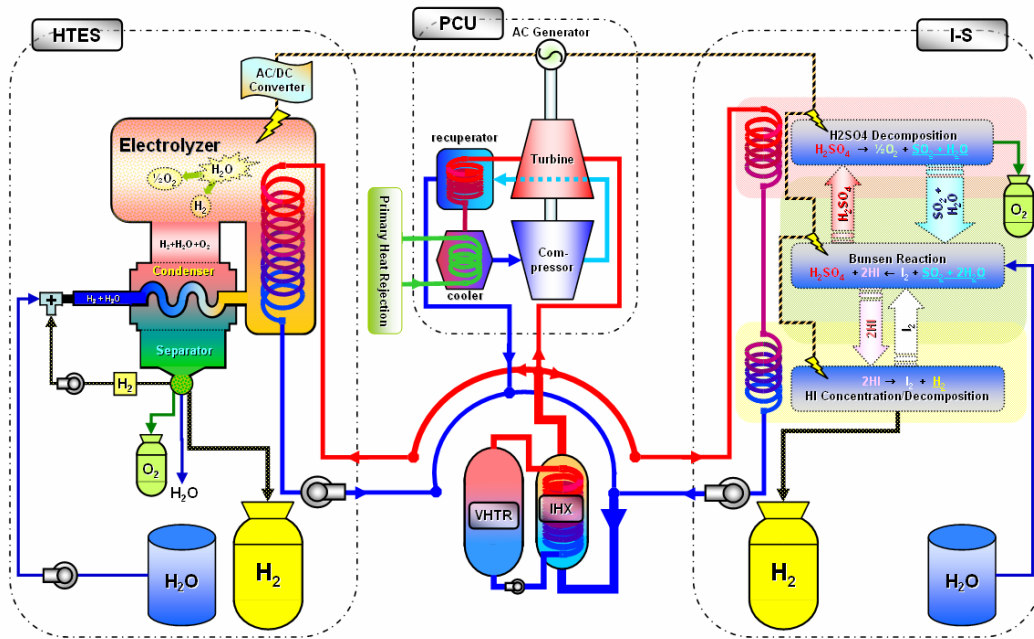 HTES
PCU
I-S
AC Generator
AC/DC
Converter
Electrolyzer
½O₂
H₂O
H₂
H₂+H₂O+O₂
Condenser
H₂ + H₂O
Separator
H₂
O₂
H₂O
H₂O
H₂
recuperator
Turbine
Primary Heat Rejection
Com-
pressor
cooler
VHTR
IHX
H2SO4 Decomposition
H₂SO₄ → ½O₂ + SO₂ + H₂O
O₂
H₂SO₄
SO₂ +
H₂O
Bunsen Reaction
H₂SO₄ + 2HI ← I₂ + SO₂ + 2H₂O
2HI
I₂
2HI → I₂ + H₂
HI Concentration/Decomposition
H₂
H₂O